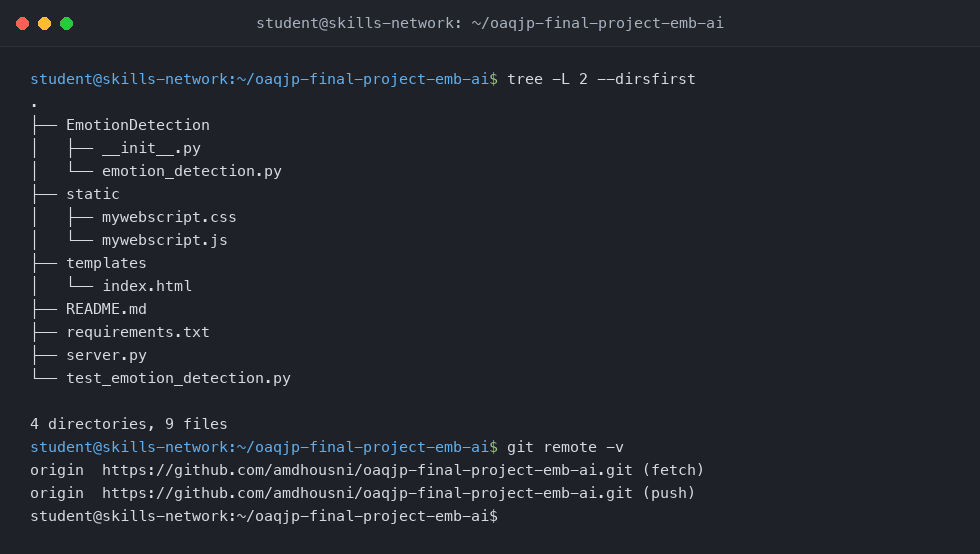 student@skills-network: ~/oaqjp-final-project-emb-ai
student@skills-network:~/oaqjp-final-project-emb-ai$ tree -L 2 --dirsfirst
.
├── EmotionDetection
│   ├── __init__.py
│   └── emotion_detection.py
├── static
│   ├── mywebscript.css
│   └── mywebscript.js
├── templates
│   └── index.html
├── README.md
├── requirements.txt
├── server.py
└── test_emotion_detection.py
4 directories, 9 files
student@skills-network:~/oaqjp-final-project-emb-ai$ git remote -v
origin  https://github.com/amdhousni/oaqjp-final-project-emb-ai.git (fetch)
origin  https://github.com/amdhousni/oaqjp-final-project-emb-ai.git (push)
student@skills-network:~/oaqjp-final-project-emb-ai$